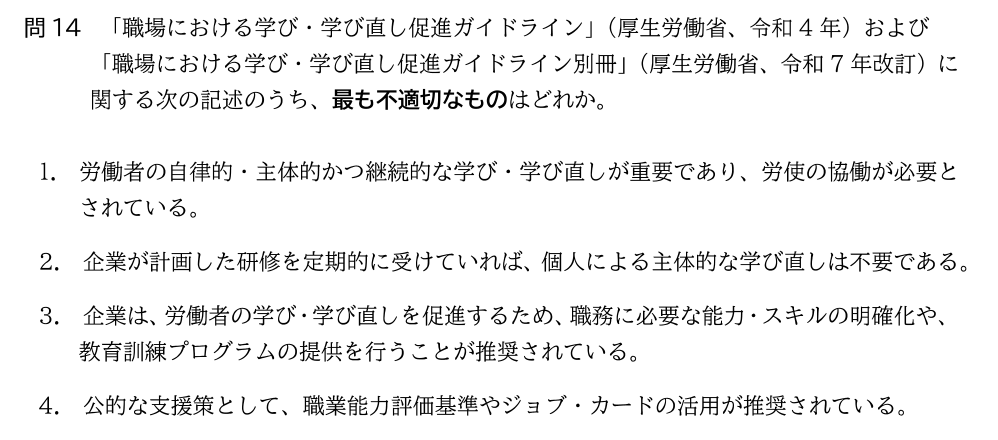 問14 「職場における学び・学び直し促進ガイドライン」（厚生労働省、令和4年）および
「職場における学び・学び直し促進ガイドライン別冊」（厚生労働省、令和7年改訂）に
関する次の記述のうち、最も不適切なものはどれか。
1. 労働者の自律的・主体的かつ継続的な学び・学び直しが重要であり、労使の協働が必要と
されている。
2. 企業が計画した研修を定期的に受けていれば、個人による主体的な学び直しは不要である。
3. 企業は、労働者の学び・学び直しを促進するため、職務に必要な能力・スキルの明確化や、
教育訓練プログラムの提供を行うことが推奨されている。
4. 公的な支援策として、職業能力評価基準やジョブ・カードの活用が推奨されている。